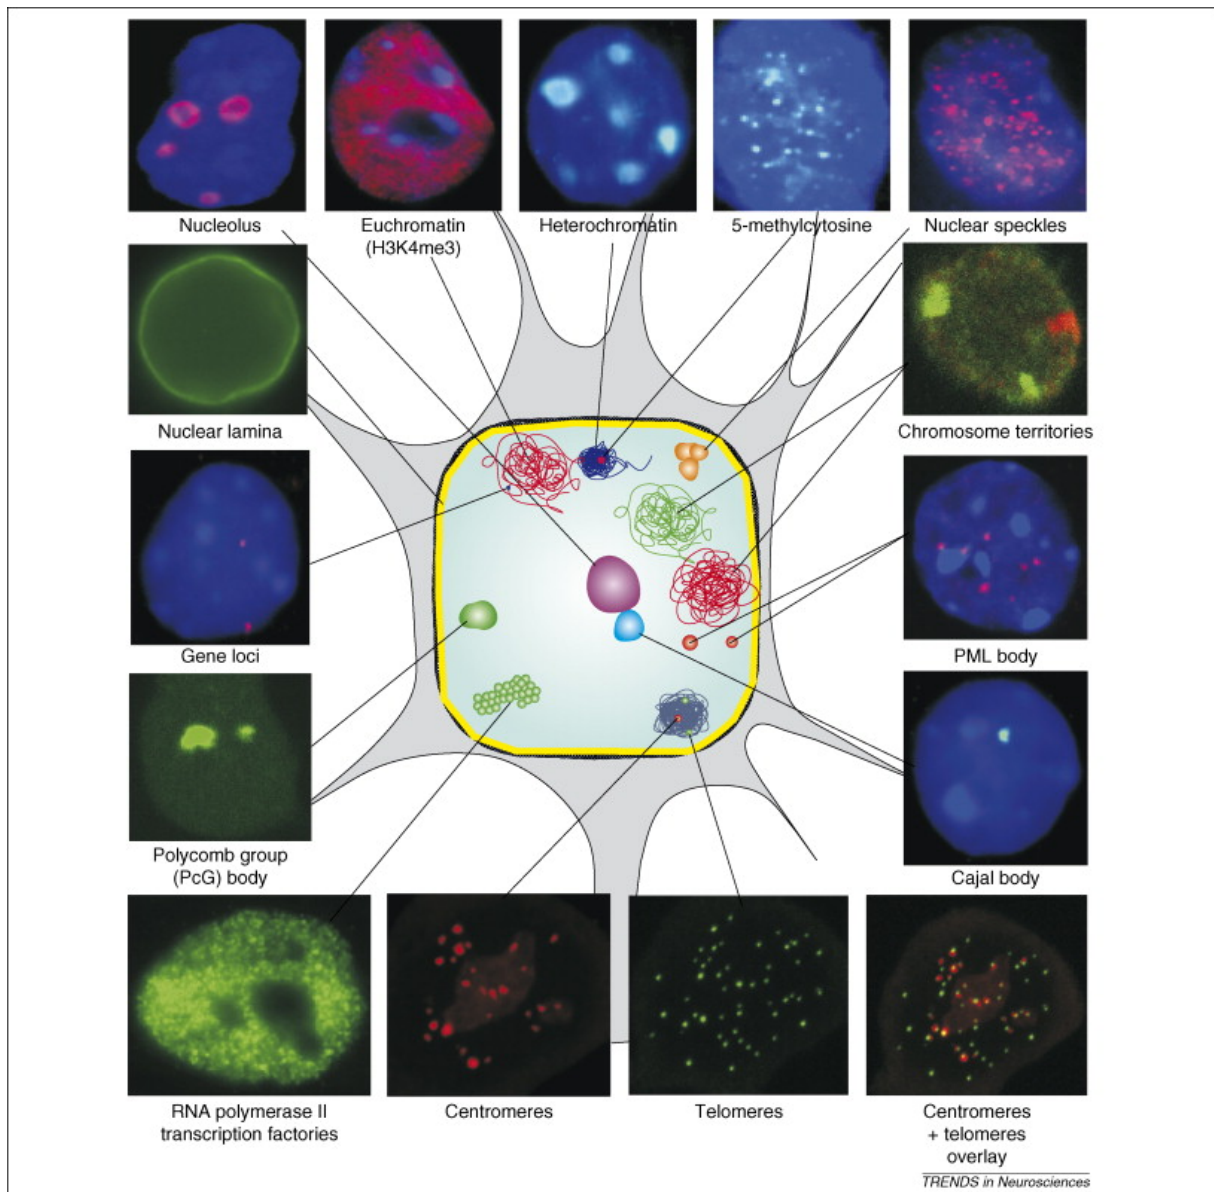 Nucleolus
Euchromatin
(H3K4me3)
Heterochromatin
5-methylcytosine
Nuclear speckles
Nuclear lamina
Chromosome territories
Gene loci
PML body
Polycomb group
(PcG) body
Cajal body
RNA polymerase II
transcription factories
Centromeres
Telomeres
Centromeres
+ telomeres
overlay
TRENDS in Neurosciences